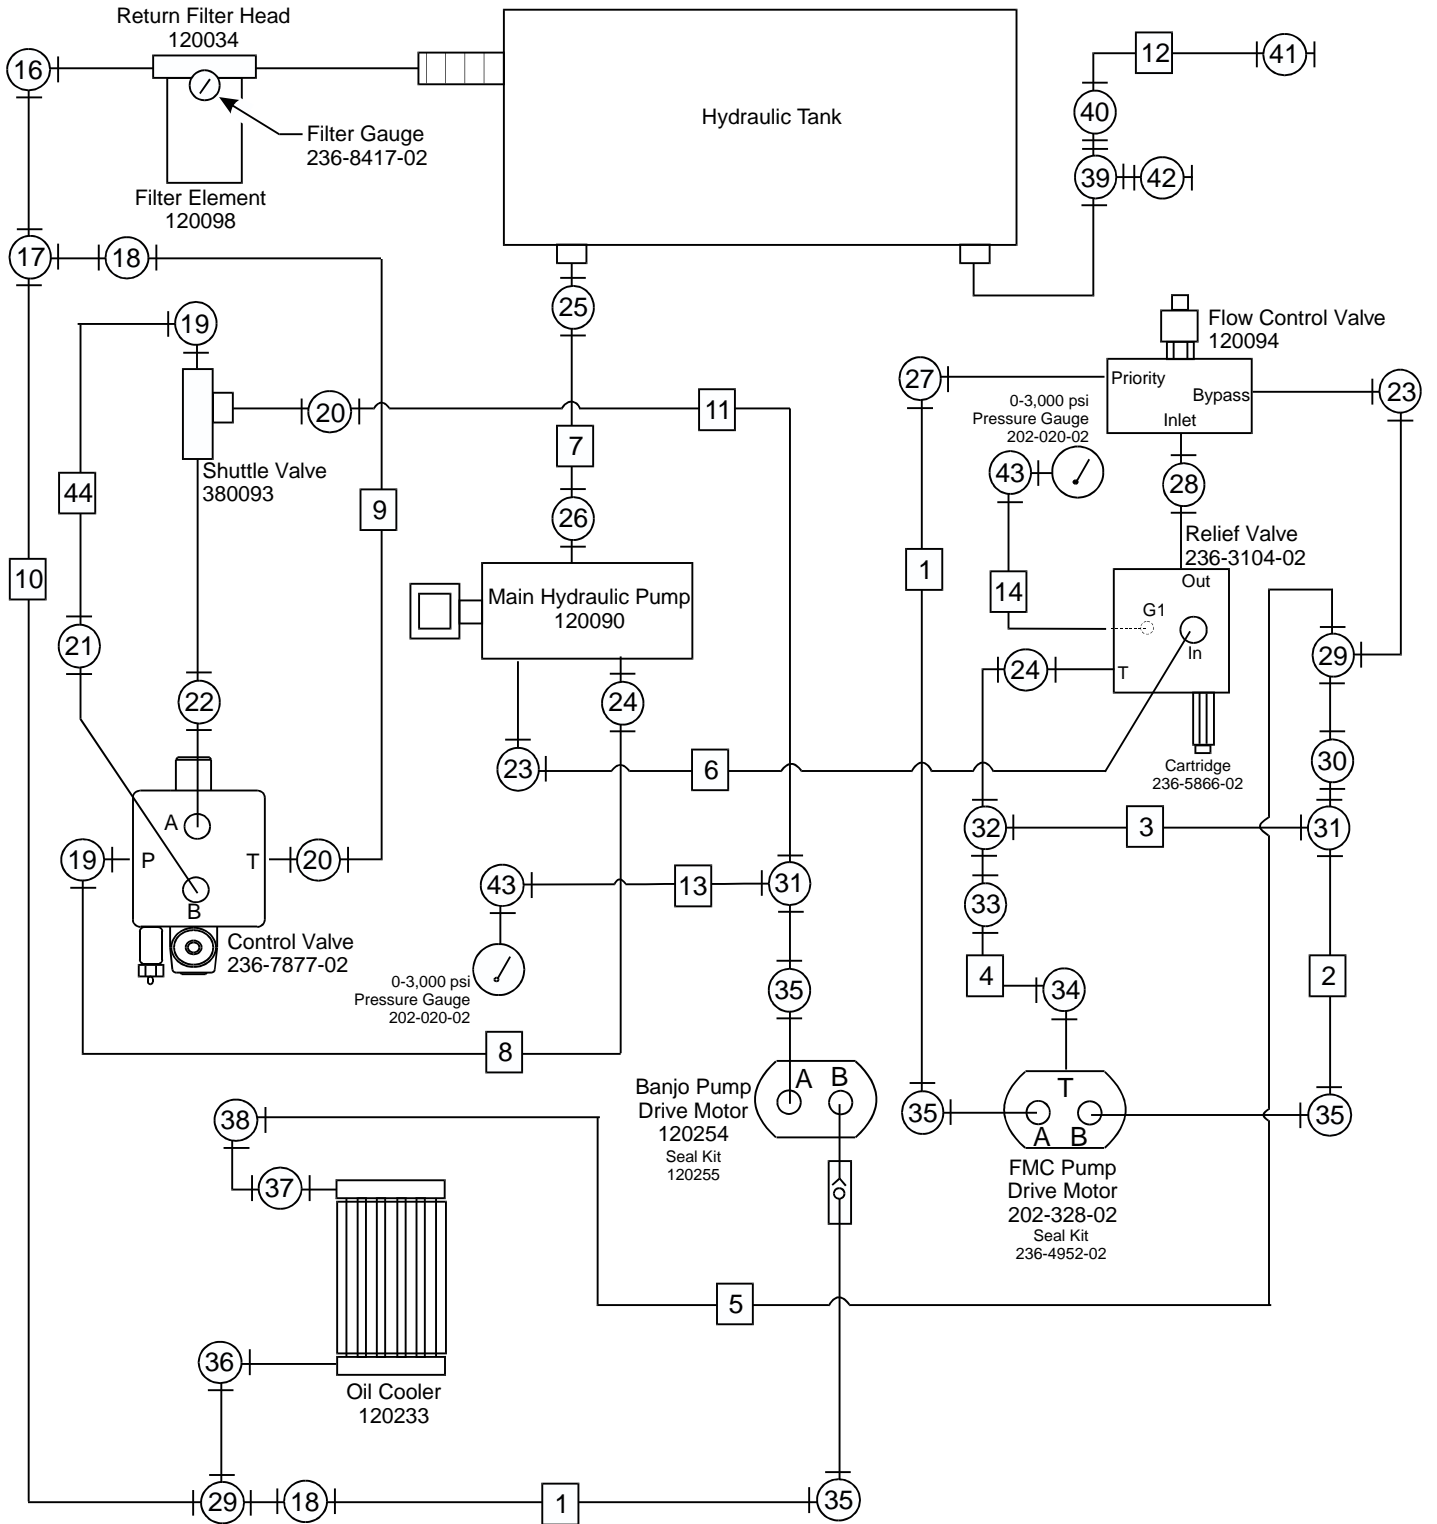 Return Filter Head
120034
16
12
41
Hydraulic Tank
40
Filter Gauge
236-8417-02
39
42
Filter Element
120098
17
18
25
19
Flow Control Valve
120094
27
Priority
Bypass
23
Inlet
20
11
0-3,000 psi
Pressure Gauge
202-020-02
7
Shuttle Valve
380093
43
28
44
9
26
Relief Valve
236-3104-02
Out
10
1
14
G1
Main Hydraulic Pump
120090
In
21
29
24
T
22
24
23
6
30
Cartridge
236-5866-02
A
32
3
31
19
P
T
20
43
13
31
B
33
Control Valve
236-7877-02
0-3,000 psi
Pressure Gauge
202-020-02
35
4
34
2
8
Banjo Pump
Drive Motor
120254
Seal Kit
120255
A
B
T
35
A
B
35
38
FMC Pump
Drive Motor
202-328-02
Seal Kit
236-4952-02
37
5
36
Oil Cooler
120233
29
18
1
35